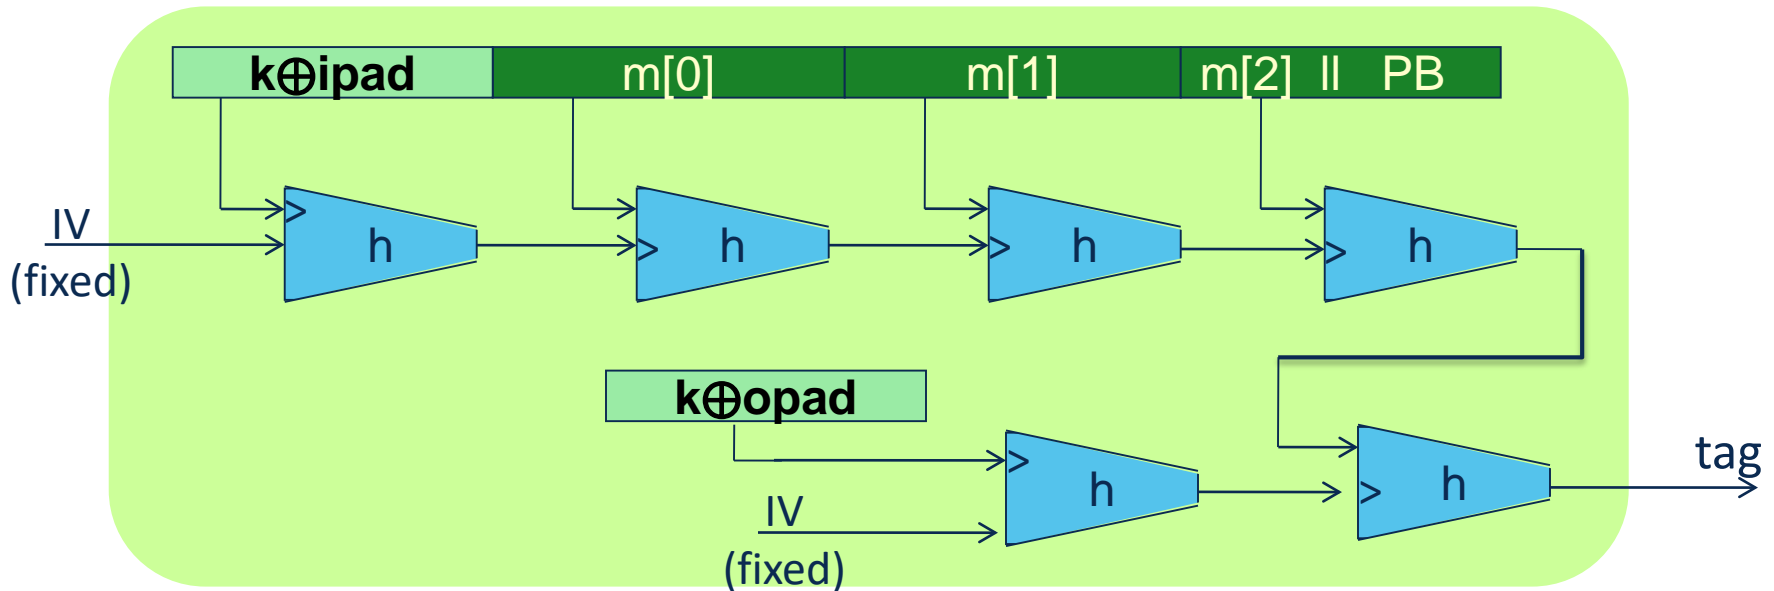 k⊕ipad m[0] m[1] m[2] ll PB
> > > >
IV h h h h
(fixed)
k⊕opad
> h > h tag
IV
(fixed)